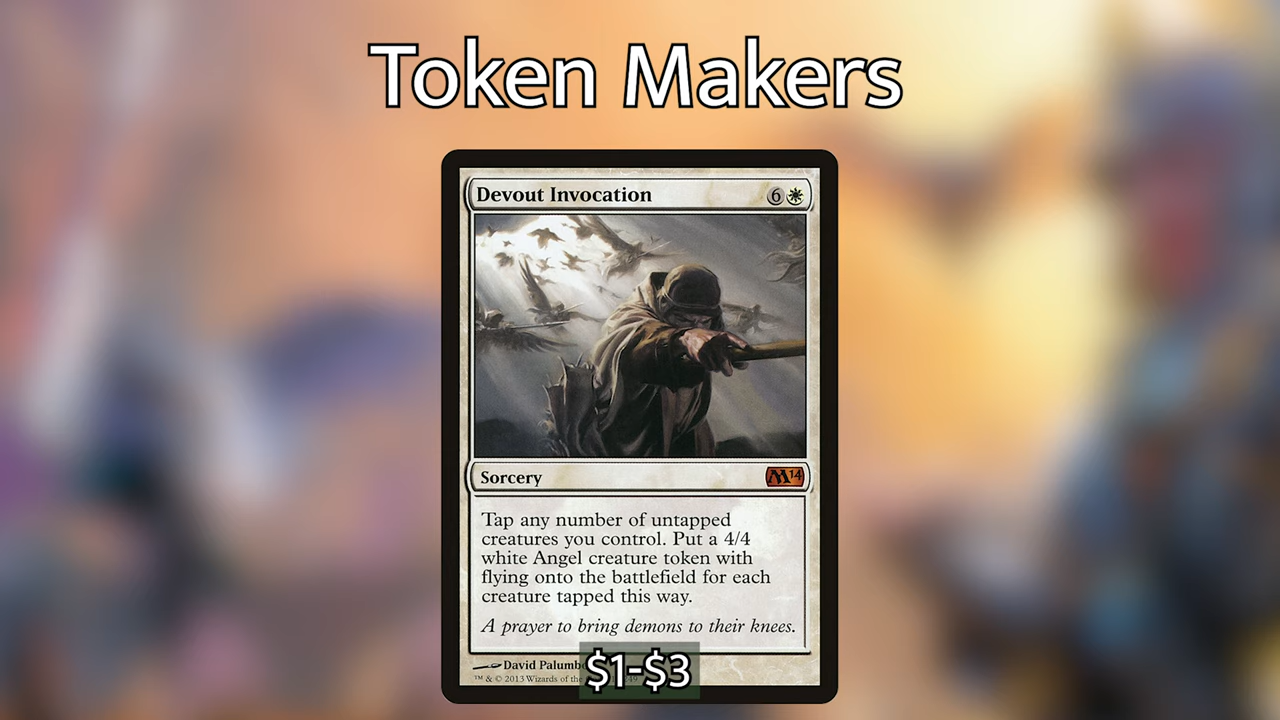 Token Makers
Devout Invocation 6
Sorcery M14
Tap any number of untapped
creatures you control. Put a 4/4
white Angel creature token with
flying onto the battlefield for each
creature tapped this way.
A prayer to bring demons to their knees.
David Palumb
$1-$3
™ & © 2013 Wizards of the